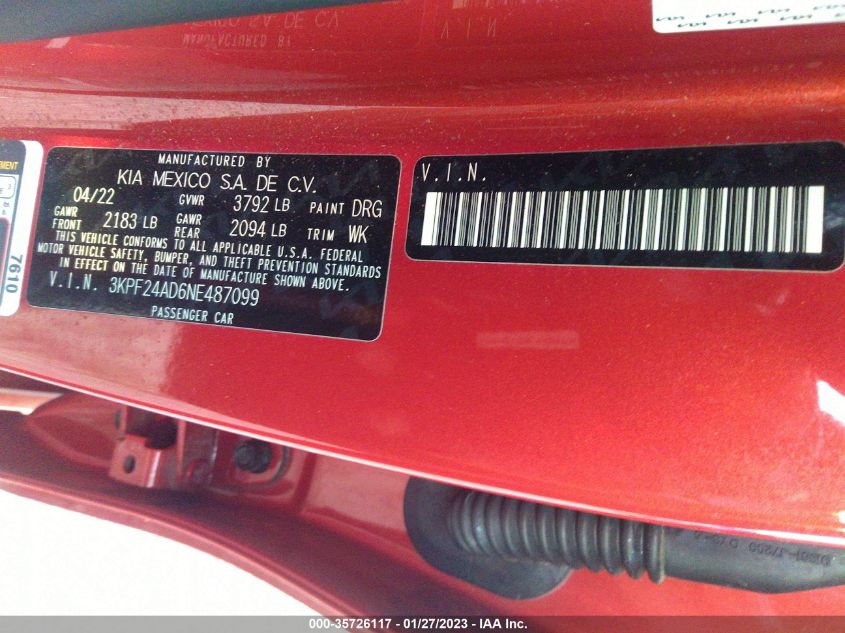 MANUFACTURED BY
KIA MEXICO S.A. DE C.V.
04/22 GVWR 3792 LB PAINT DRG
GAWR FRONT 2183 LB GAWR REAR 2094 LB TRIM WK
THIS VEHICLE CONFORMS TO ALL APPLICABLE U.S.A. FEDERAL
MOTOR VEHICLE SAFETY, BUMPER, AND THEFT PREVENTION STANDARDS
IN EFFECT ON THE DATE OF MANUFACTURE SHOWN ABOVE.
V.I.N. 3KPF24AD6NE487099
PASSENGER CAR
V.I.N.
7610
000-35726117 - 01/27/2023 - IAA Inc.